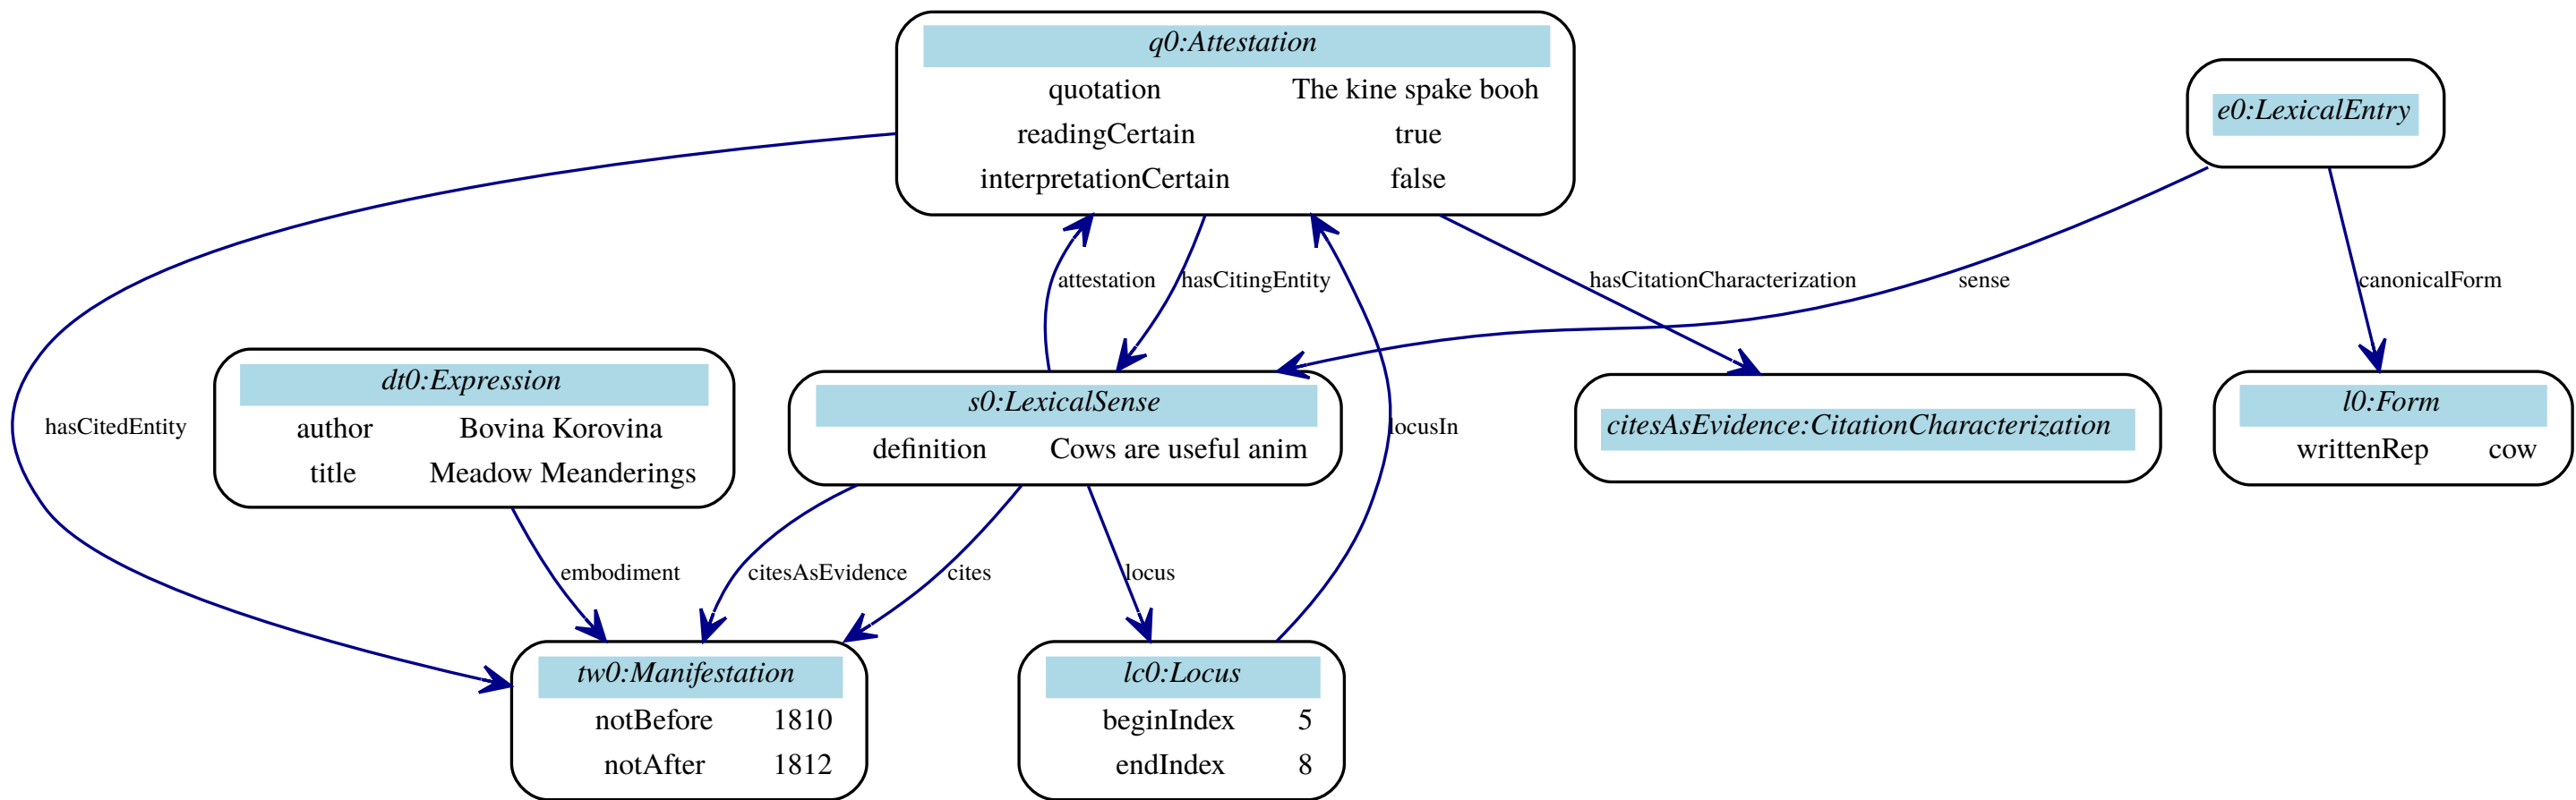 q0:Attestation
quotation The kine spake booh
readingCertain true
interpretationCertain false
e0:LexicalEntry
attestation
hasCitingEntity
hasCitationCharacterization
sense
canonicalForm
hasCitedEntity
dt0:Expression
author Bovina Korovina
title Meadow Meanderings
s0:LexicalSense
definition Cows are useful anim
locusIn
citesAsEvidence:CitationCharacterization
l0:Form
writtenRep cow
embodiment
citesAsEvidence
cites
locus
tw0:Manifestation
notBefore 1810
notAfter 1812
lc0:Locus
beginIndex 5
endIndex 8